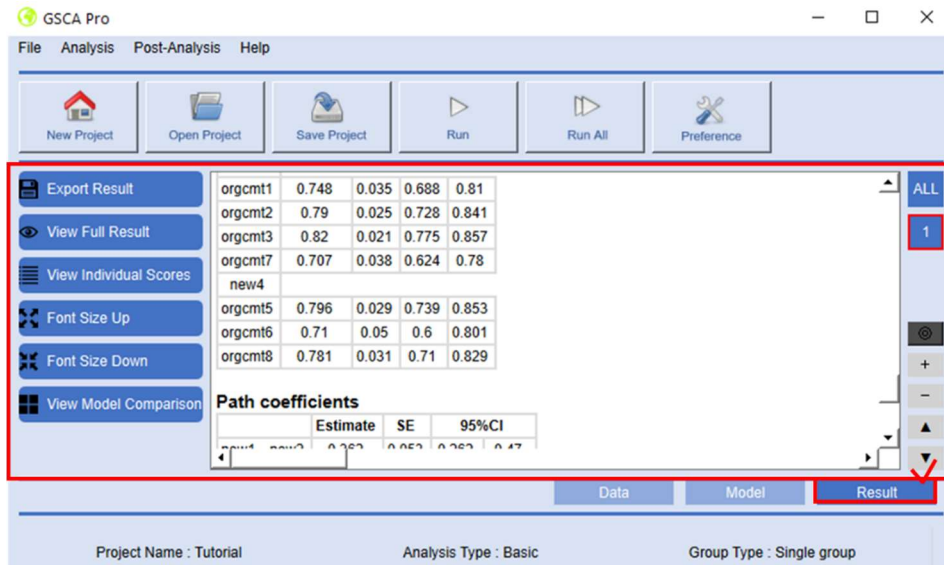 GSCA Pro
File Analysis Post-Analysis Help
New Project Open Project Save Project Run Run All Preference
Export Result
View Full Result
View Individual Scores
Font Size Up
Font Size Down
View Model Comparison
orgcmt1 0.748 0.035 0.688 0.81
orgcmt2 0.79 0.025 0.728 0.841
orgcmt3 0.82 0.021 0.775 0.857
orgcmt7 0.707 0.038 0.624 0.78
new4
orgcmt5 0.796 0.029 0.739 0.853
orgcmt6 0.71 0.05 0.6 0.801
orgcmt8 0.781 0.031 0.71 0.829
Path coefficients
Estimate SE 95%CI
ALL
1
+
−
Data Model Result
Project Name : Tutorial Analysis Type : Basic Group Type : Single group